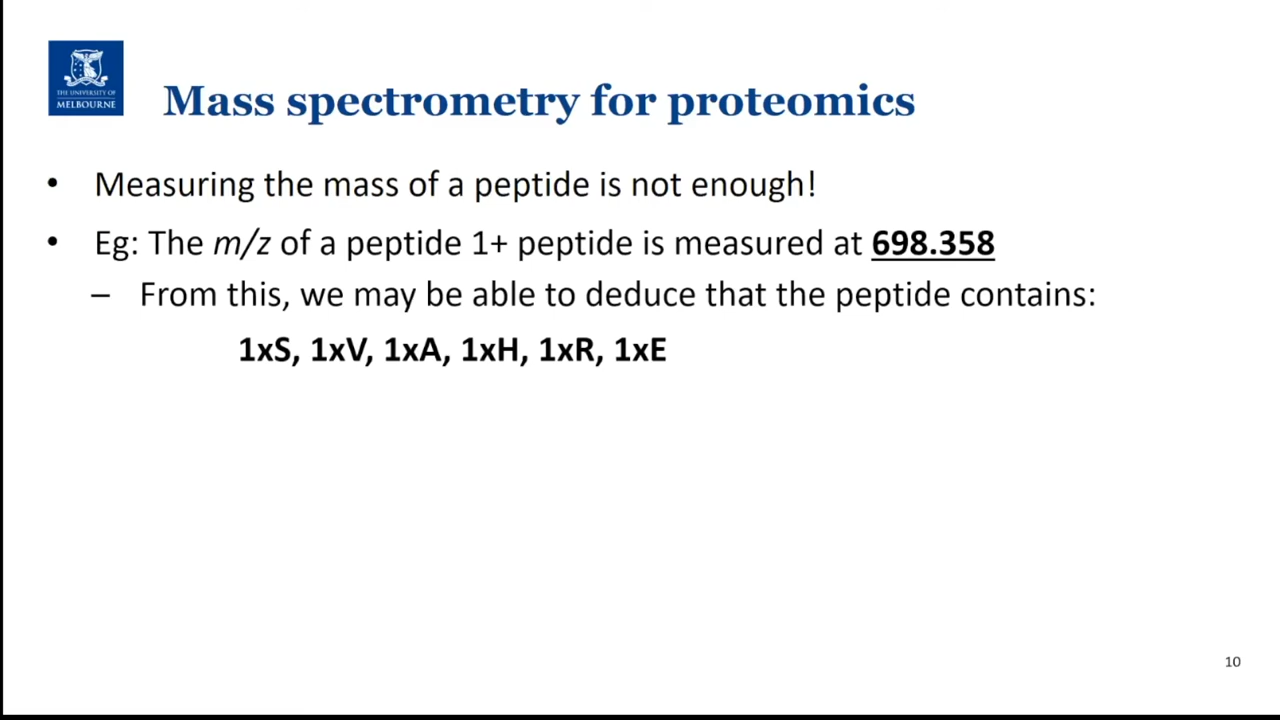 THE UNIVERSITY OF
MELBOURNE
Mass spectrometry for proteomics
• Measuring the mass of a peptide is not enough!
• Eg: The m/z of a peptide 1+ peptide is measured at 698.358
– From this, we may be able to deduce that the peptide contains:
1xS, 1xV, 1xA, 1xH, 1xR, 1xE
10